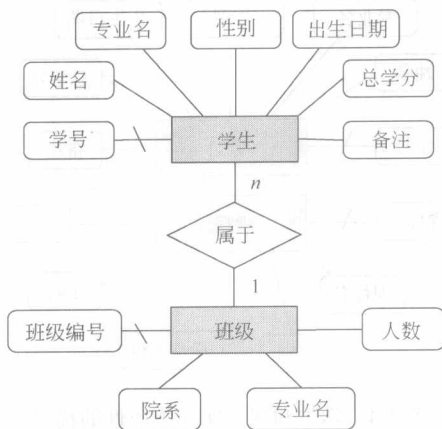 专业名
性别
出生日期
姓名
总学分
学号
学生
备注
n
属于
1
班级编号
班级
人数
院系
专业名